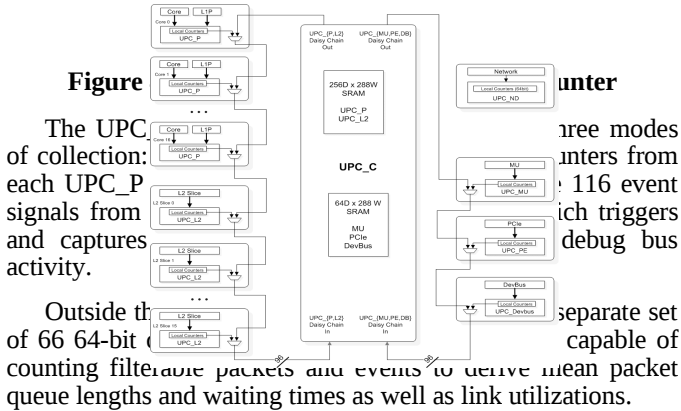 Core L1P
Core 0
Local Counters
UPC_P
Core L1P
Core 1
Local Counters
UPC_P
...
Core L1P
Core 16
Local Counters
UPC_P
L2 Slice
L2 Slice 0
Local Counters
UPC_L2
L2 Slice
L2 Slice 1
Local Counters
UPC_L2
...
L2 Slice
L2 Slice 15
Local Counters
UPC_L2
96
UPC_{P,L2}
Daisy Chain
Out
UPC_{MU,PE,DB}
Daisy Chain
Out
256D x 288W
SRAM
UPC_P
UPC_L2
UPC_C
64D x 288 W
SRAM
MU
PCIe
DevBus
UPC_{P,L2}
Daisy Chain
In
UPC_{MU,PE,DB}
Daisy Chain
In
96
Network
Local Counters (64bit)
UPC_ND
MU
Local Counters
UPC_MU
PCIe
Local Counters
UPC_PE
DevBus
Local Counters
UPC_Devbus
Figure unter
The UPC_ hree modes
of collection: unters from
each UPC_P 116 event
signals from ich triggers
and captures debug bus
activity.
Outside th separate set
of 66 64-bit capable of
counting filterable packets and events to derive mean packet
queue lengths and waiting times as well as link utilizations.